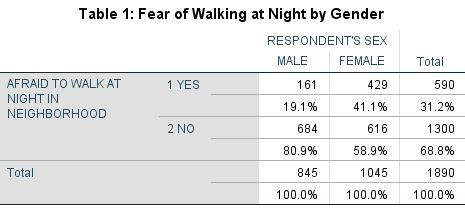 Table 1: Fear of Walking at Night by Gender
RESPONDENT'S SEX
MALE FEMALE Total
AFRAID TO WALK AT NIGHT IN NEIGHBORHOOD 1 YES 161 429 590
19.1% 41.1% 31.2%
2 NO 684 616 1300
80.9% 58.9% 68.8%
Total 845 1045 1890
100.0% 100.0% 100.0%